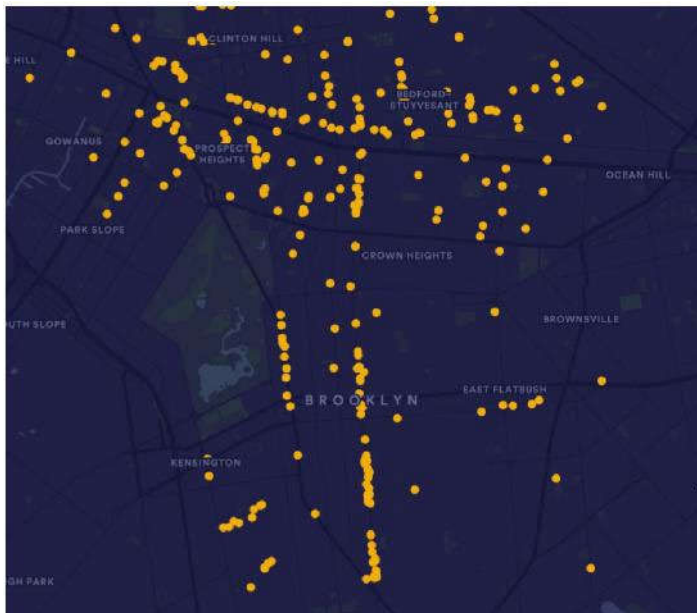 CLINTON HILL
E HILL
BEDFORD-
STUYVESANT
GOWANUS
PROSPECT
HEIGHTS
OCEAN HILL
PARK SLOPE
CROWN HEIGHTS
BROWNSVILLE
OUTH SLOPE
EAST FLATBUSH
BROOKLYN
KENSINGTON
GH PARK